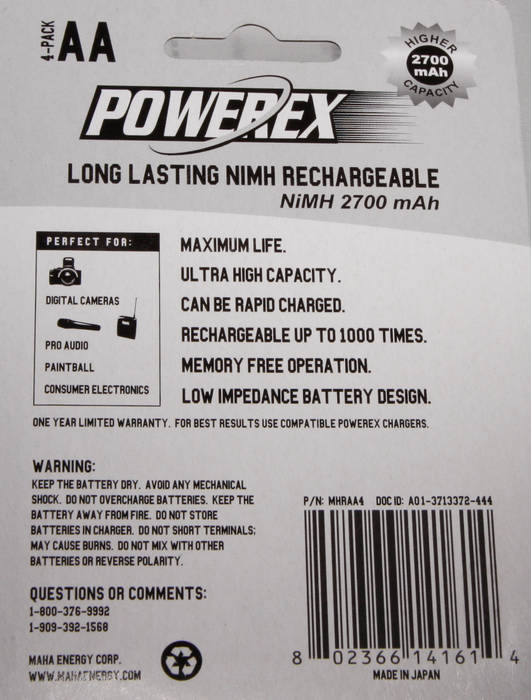 4-PACK AA
HIGHER
2700
mAh
CAPACITY
POWEREX
LONG LASTING NIMH RECHARGEABLE
NiMH 2700 mAh
PERFECT FOR:
DIGITAL CAMERAS
PRO AUDIO
PAINTBALL
CONSUMER ELECTRONICS
MAXIMUM LIFE.
ULTRA HIGH CAPACITY.
CAN BE RAPID CHARGED.
RECHARGEABLE UP TO 1000 TIMES.
MEMORY FREE OPERATION.
LOW IMPEDANCE BATTERY DESIGN.
ONE YEAR LIMITED WARRANTY. FOR BEST RESULTS USE COMPATIBLE POWEREX CHARGERS.
WARNING:
KEEP THE BATTERY DRY. AVOID ANY MECHANICAL
SHOCK. DO NOT OVERCHARGE BATTERIES. KEEP THE
BATTERY AWAY FROM FIRE. DO NOT STORE
BATTERIES IN CHARGER. DO NOT SHORT TERMINALS;
MAY CAUSE BURNS. DO NOT MIX WITH OTHER
BATTERIES OR REVERSE POLARITY.
QUESTIONS OR COMMENTS:
1-800-376-9992
1-909-392-1568
MAHA ENERGY CORP.
WWW.MAHAENERGY.COM
P/N: MHRAA4 DOC ID: A01-3713372-444
8 02366 14161 4
MADE IN JAPAN